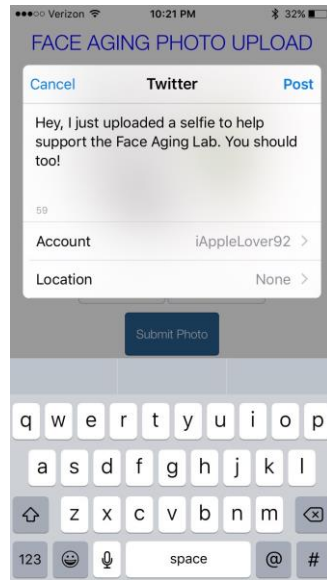 Verizon 10:21 PM 32%
FACE AGING PHOTO UPLOAD
Cancel Twitter Post
Hey, I just uploaded a selfie to help
support the Face Aging Lab. You should
too!
59
Account iAppleLover92 >
Location None >
Submit Photo
q w e r t y u i o p
a s d f g h j k l
z x c v b n m
123 space @ #